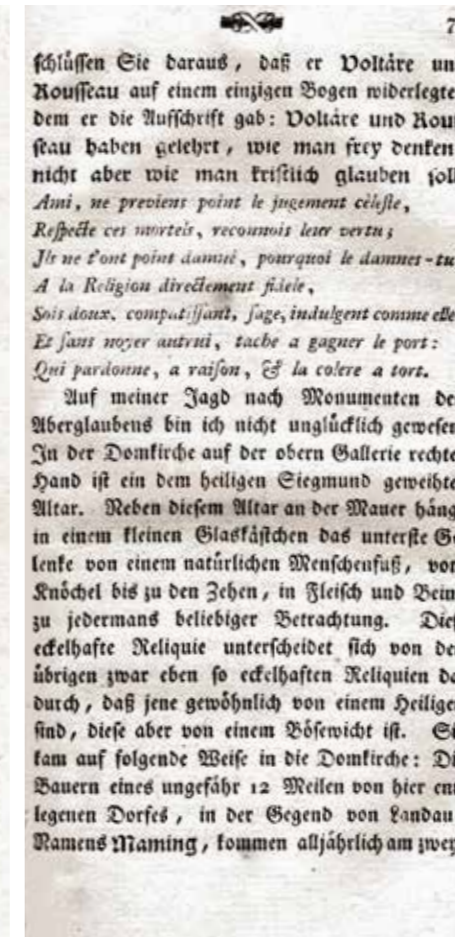 7
schlüssen Sie daraus, daß er Voltäre un
Rousseau auf einem einzigen Bogen widerlegte
dem er die Aufschrift gab: Voltäre und Rou
seau haben gelehrt, wie man frey denken
nicht aber wie man kristlich glauben soll
Ami, ne previens point le jugement cèleste,
Respecte ces mortels, reconnois leur vertu;
Ils ne t'ont point damné, pourquoi le damnes-tu
A la Religion directement fidele,
Sois doux, compatissant, sage, indulgent comme elle
Et sans noyer autrui, tache a gagner le port:
Qui pardonne, a raison, & la colere a tort.
Auf meiner Jagd nach Monumenten de
Aberglaubens bin ich nicht unglücklich gewesen
In der Domkirche auf der obern Gallerie rechte
Hand ist ein dem heiligen Siegmund geweihte
Altar. Neben diesem Altar an der Mauer häng
in einem kleinen Glaskästchen das unterste Ge
lenke von einem natürlichen Menschenfuß, vom
Knöchel bis zu den Zehen, in Fleisch und Bein
zu jedermans beliebiger Betrachtung. Dies
eckelhafte Reliquie unterscheidet sich von de
übrigen zwar eben so eckelhaften Reliquien da
durch, daß jene gewöhnlich von einem Heilige
sind, diese aber von einem Bösewicht ist. Si
kam auf folgende Weise in die Domkirche: Di
Bauern eines ungefähr 12 Meilen von hier ent
legenen Dorfes, in der Gegend von Landau
Namens Maming, kommen alljährlich am zwey